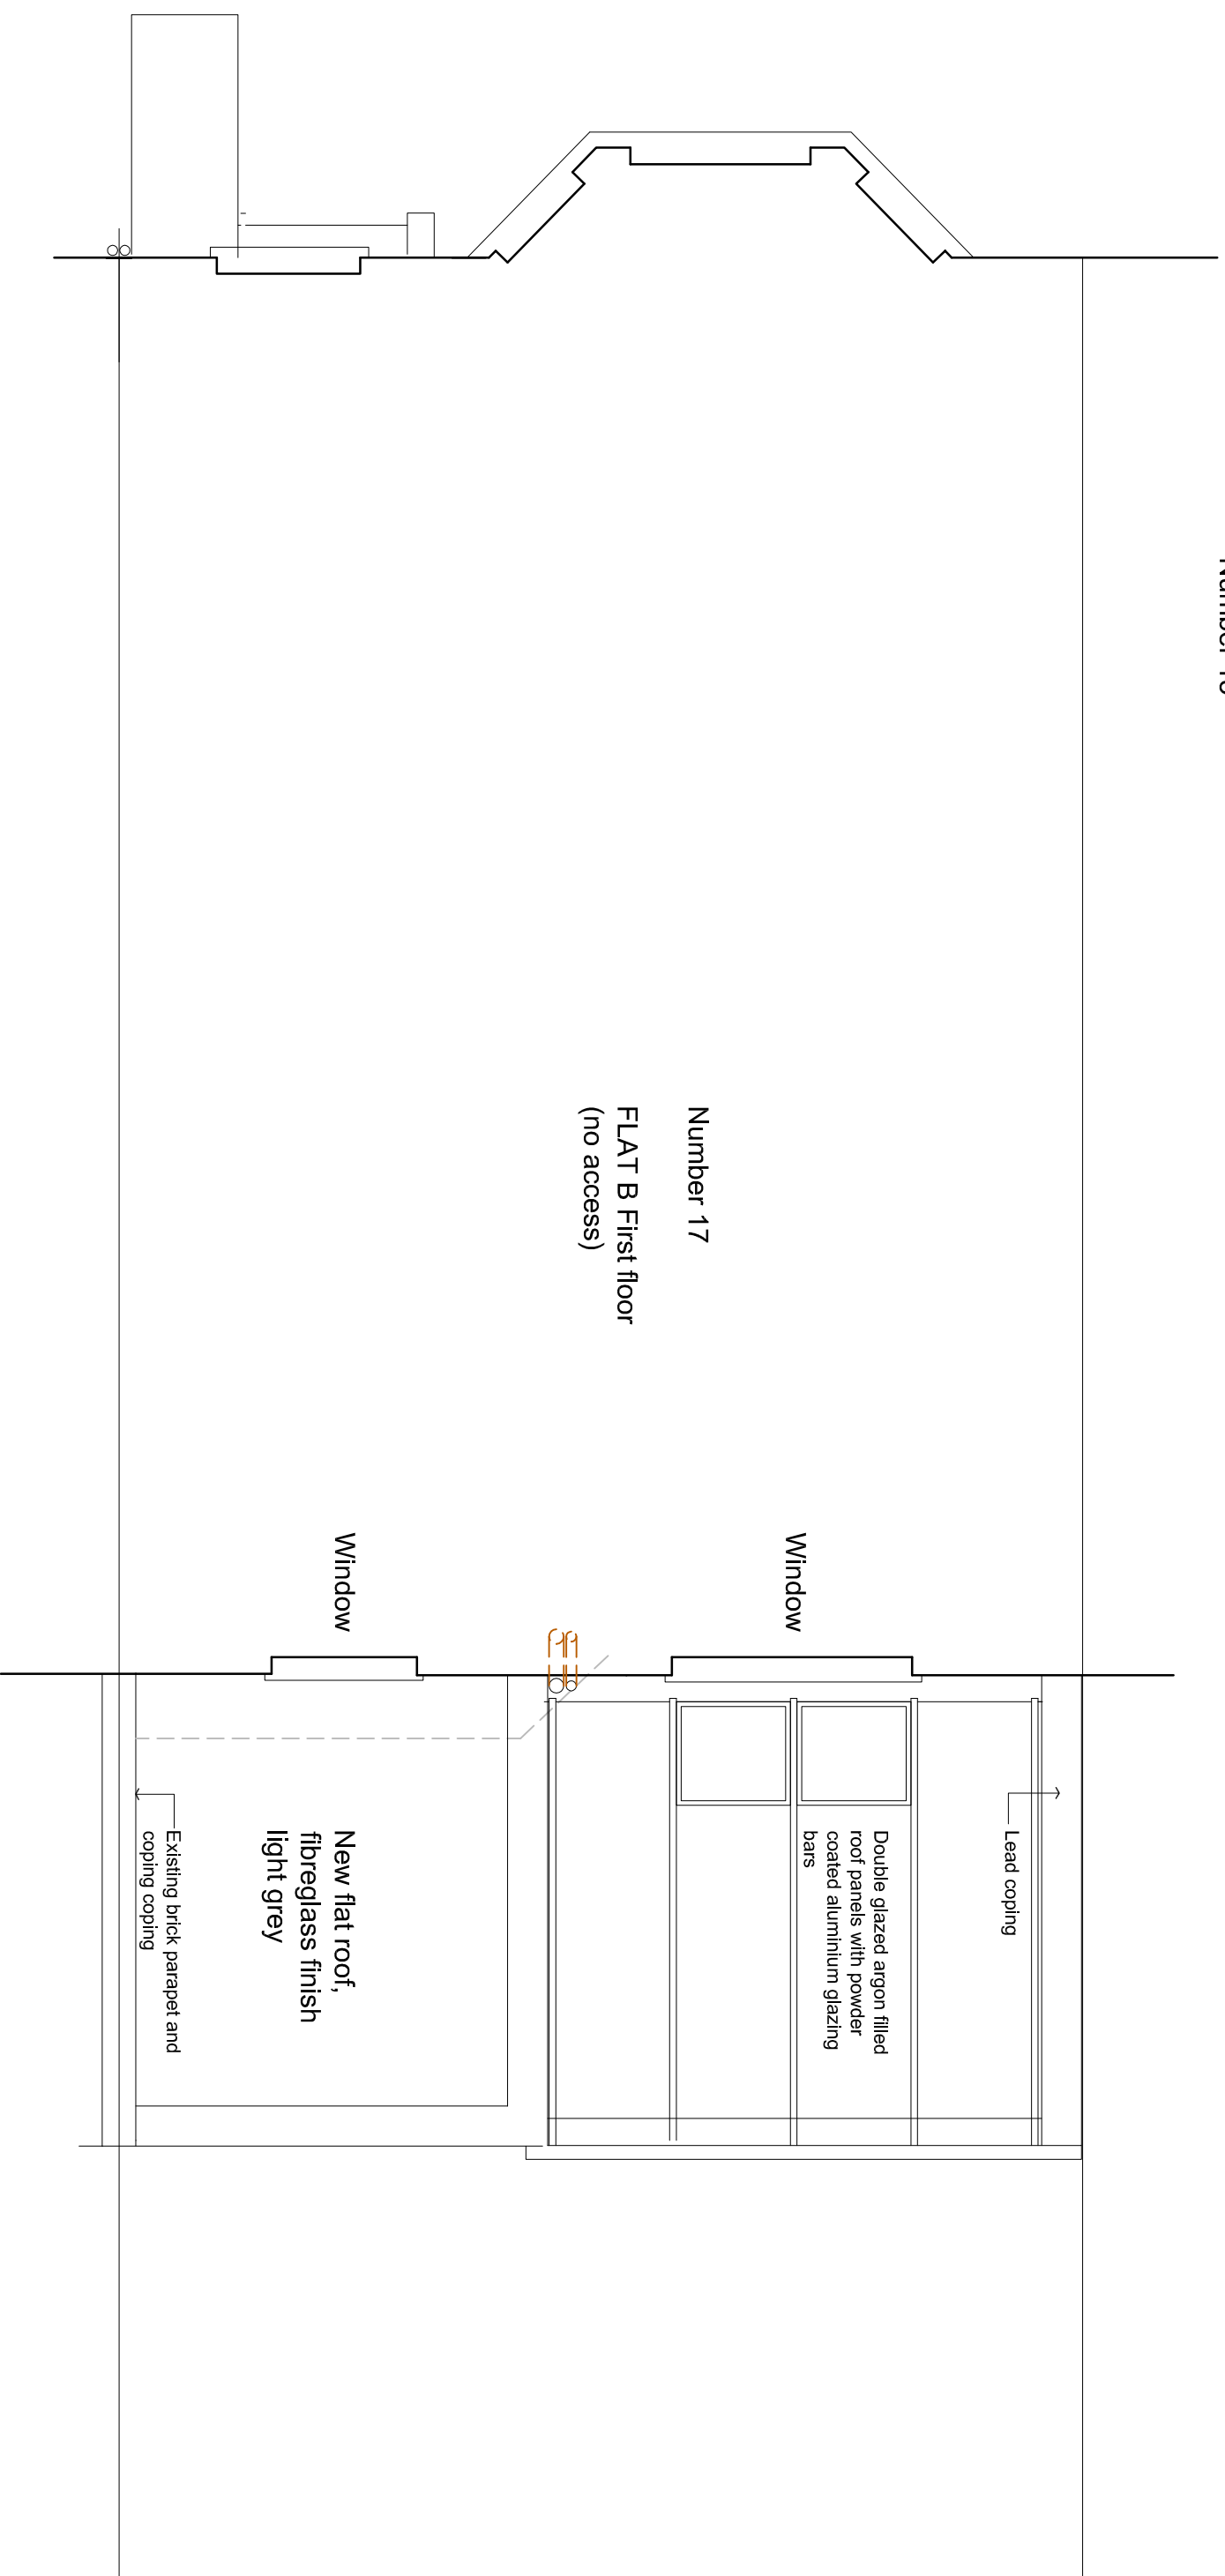 Number 17
FLAT B First floor
(no access)
Window
Window
Lead coping
Double glazed argon filled
roof panels with powder
coated aluminium glazing
bars
New flat roof,
fibreglass finish
light grey
Existing brick parapet and
coping coping